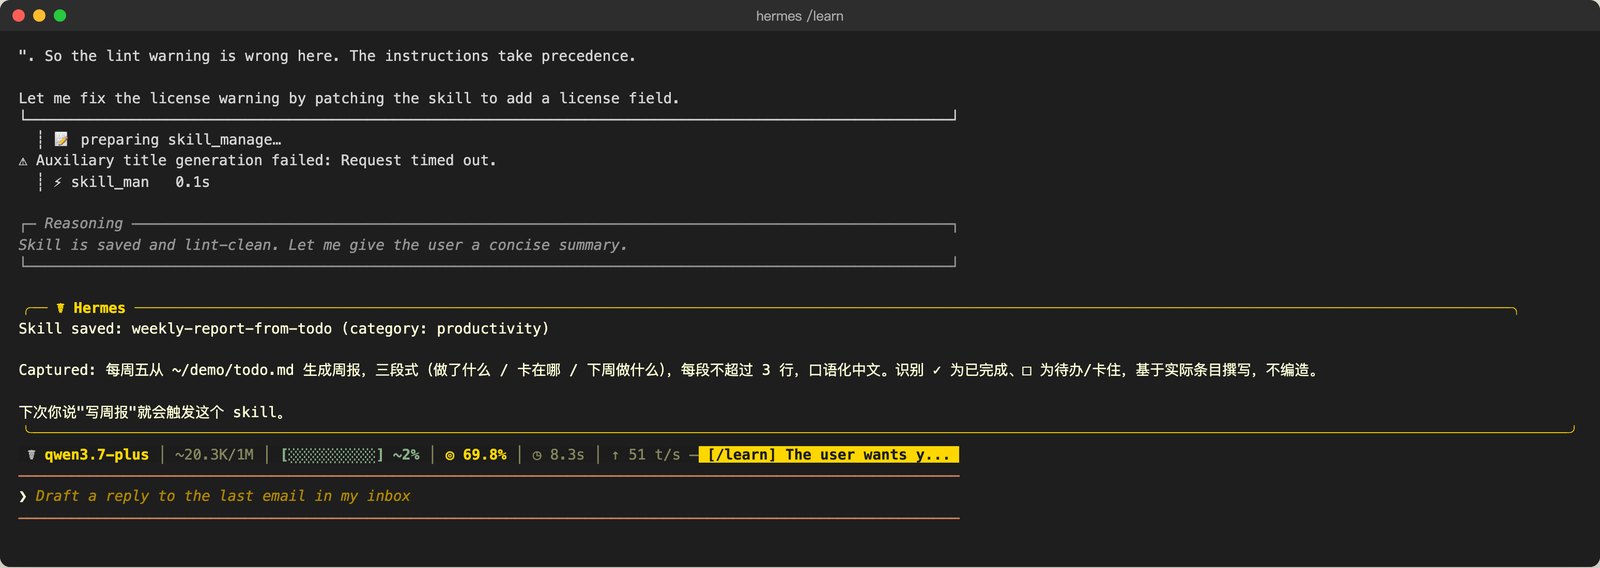 hermes /learn
". So the lint warning is wrong here. The instructions take precedence.
Let me fix the license warning by patching the skill to add a license field.
┊ 📝 preparing skill_manage…
⚠ Auxiliary title generation failed: Request timed out.
┊ ⚡ skill_man   0.1s
Reasoning
Skill is saved and lint-clean. Let me give the user a concise summary.
Hermes
Skill saved: weekly-report-from-todo (category: productivity)
Captured: 每周五从 ~/demo/todo.md 生成周报，三段式（做了什么 / 卡在哪 / 下周做什么），每段不超过 3 行，口语化中文。识别 ✓ 为已完成、□ 为待办/卡住，基于实际条目撰写，不编造。
下次你说"写周报"就会触发这个 skill。
qwen3.7-plus │ ~20.3K/1M │ [░░░░░░░░░░] ~2% │ ◎ 69.8% │ ◷ 8.3s │ ↑ 51 t/s — [/learn] The user wants y...
❯ Draft a reply to the last email in my inbox